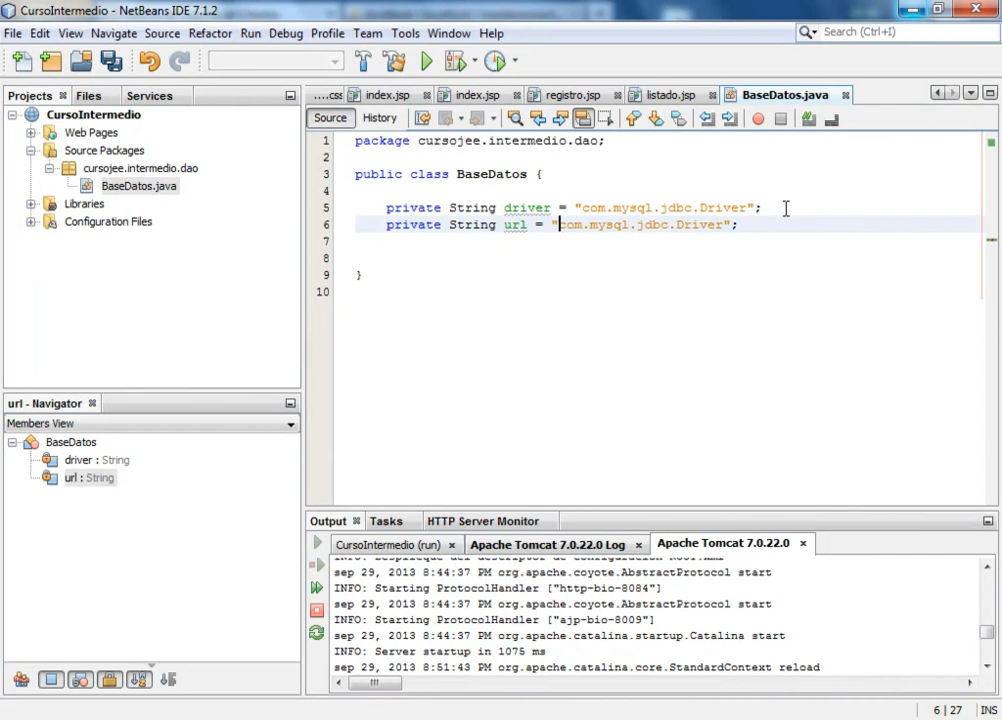 CursoIntermedio - NetBeans IDE 7.1.2
File Edit View Navigate Source Refactor Run Debug Profile Team Tools Window Help
Search (Ctrl+I)
Projects Files Services
CursoIntermedio
Web Pages
Source Packages
cursojee.intermedio.dao
BaseDatos.java
Libraries
Configuration Files
....css index.jsp index.jsp registro.jsp listado.jsp BaseDatos.java
Source History
1 package cursojee.intermedio.dao;
2
3 public class BaseDatos {
4
5 private String driver = "com.mysql.jdbc.Driver";
6 private String url = "com.mysql.jdbc.Driver";
7
8
9 }
10
url - Navigator
Members View
BaseDatos
driver : String
url : String
Output Tasks HTTP Server Monitor
CursoIntermedio (run) Apache Tomcat 7.0.22.0 Log Apache Tomcat 7.0.22.0
sep 29, 2013 8:44:37 PM org.apache.coyote.AbstractProtocol start
INFO: Starting ProtocolHandler ["http-bio-8084"]
sep 29, 2013 8:44:37 PM org.apache.coyote.AbstractProtocol start
INFO: Starting ProtocolHandler ["ajp-bio-8009"]
sep 29, 2013 8:44:37 PM org.apache.catalina.startup.Catalina start
INFO: Server startup in 1075 ms
sep 29, 2013 8:51:43 PM org.apache.catalina.core.StandardContext reload
6 | 27 INS